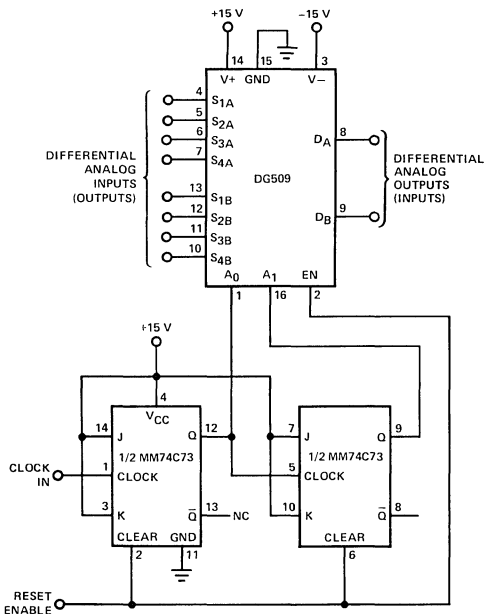 +15 V
−15 V
14
15
3
V+
GND
V−
4
S1A
5
S2A
6
S3A
7
S4A
13
S1B
12
S2B
11
S3B
10
S4B
DIFFERENTIAL
ANALOG
INPUTS
(OUTPUTS)
DG509
DA
8
DB
9
DIFFERENTIAL
ANALOG
OUTPUTS
(INPUTS)
A0
A1
EN
1
16
2
+15 V
4
VCC
14
J
Q
12
1/2 MM74C73
CLOCK
IN
1
CLOCK
3
K
Q̅
13
NC
CLEAR
GND
2
11
7
J
Q
9
1/2 MM74C73
5
CLOCK
10
K
Q̅
8
CLEAR
6
RESET
ENABLE